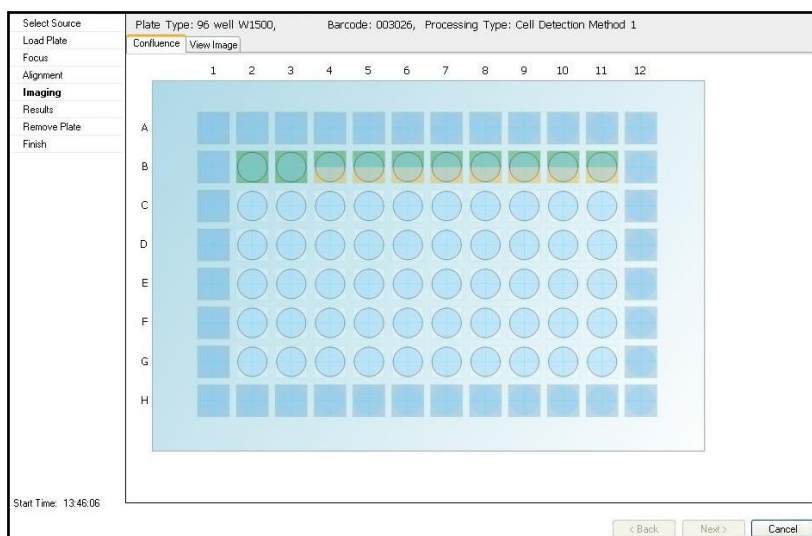 Select Source
Load Plate
Focus
Alignment
Imaging
Results
Remove Plate
Finish
Plate Type: 96 well W1500, Barcode: 003026, Processing Type: Cell Detection Method 1
Confluence View Image
1 2 3 4 5 6 7 8 9 10 11 12
A
B
C
D
E
F
G
H
Start Time: 13:46:06
< Back Next > Cancel